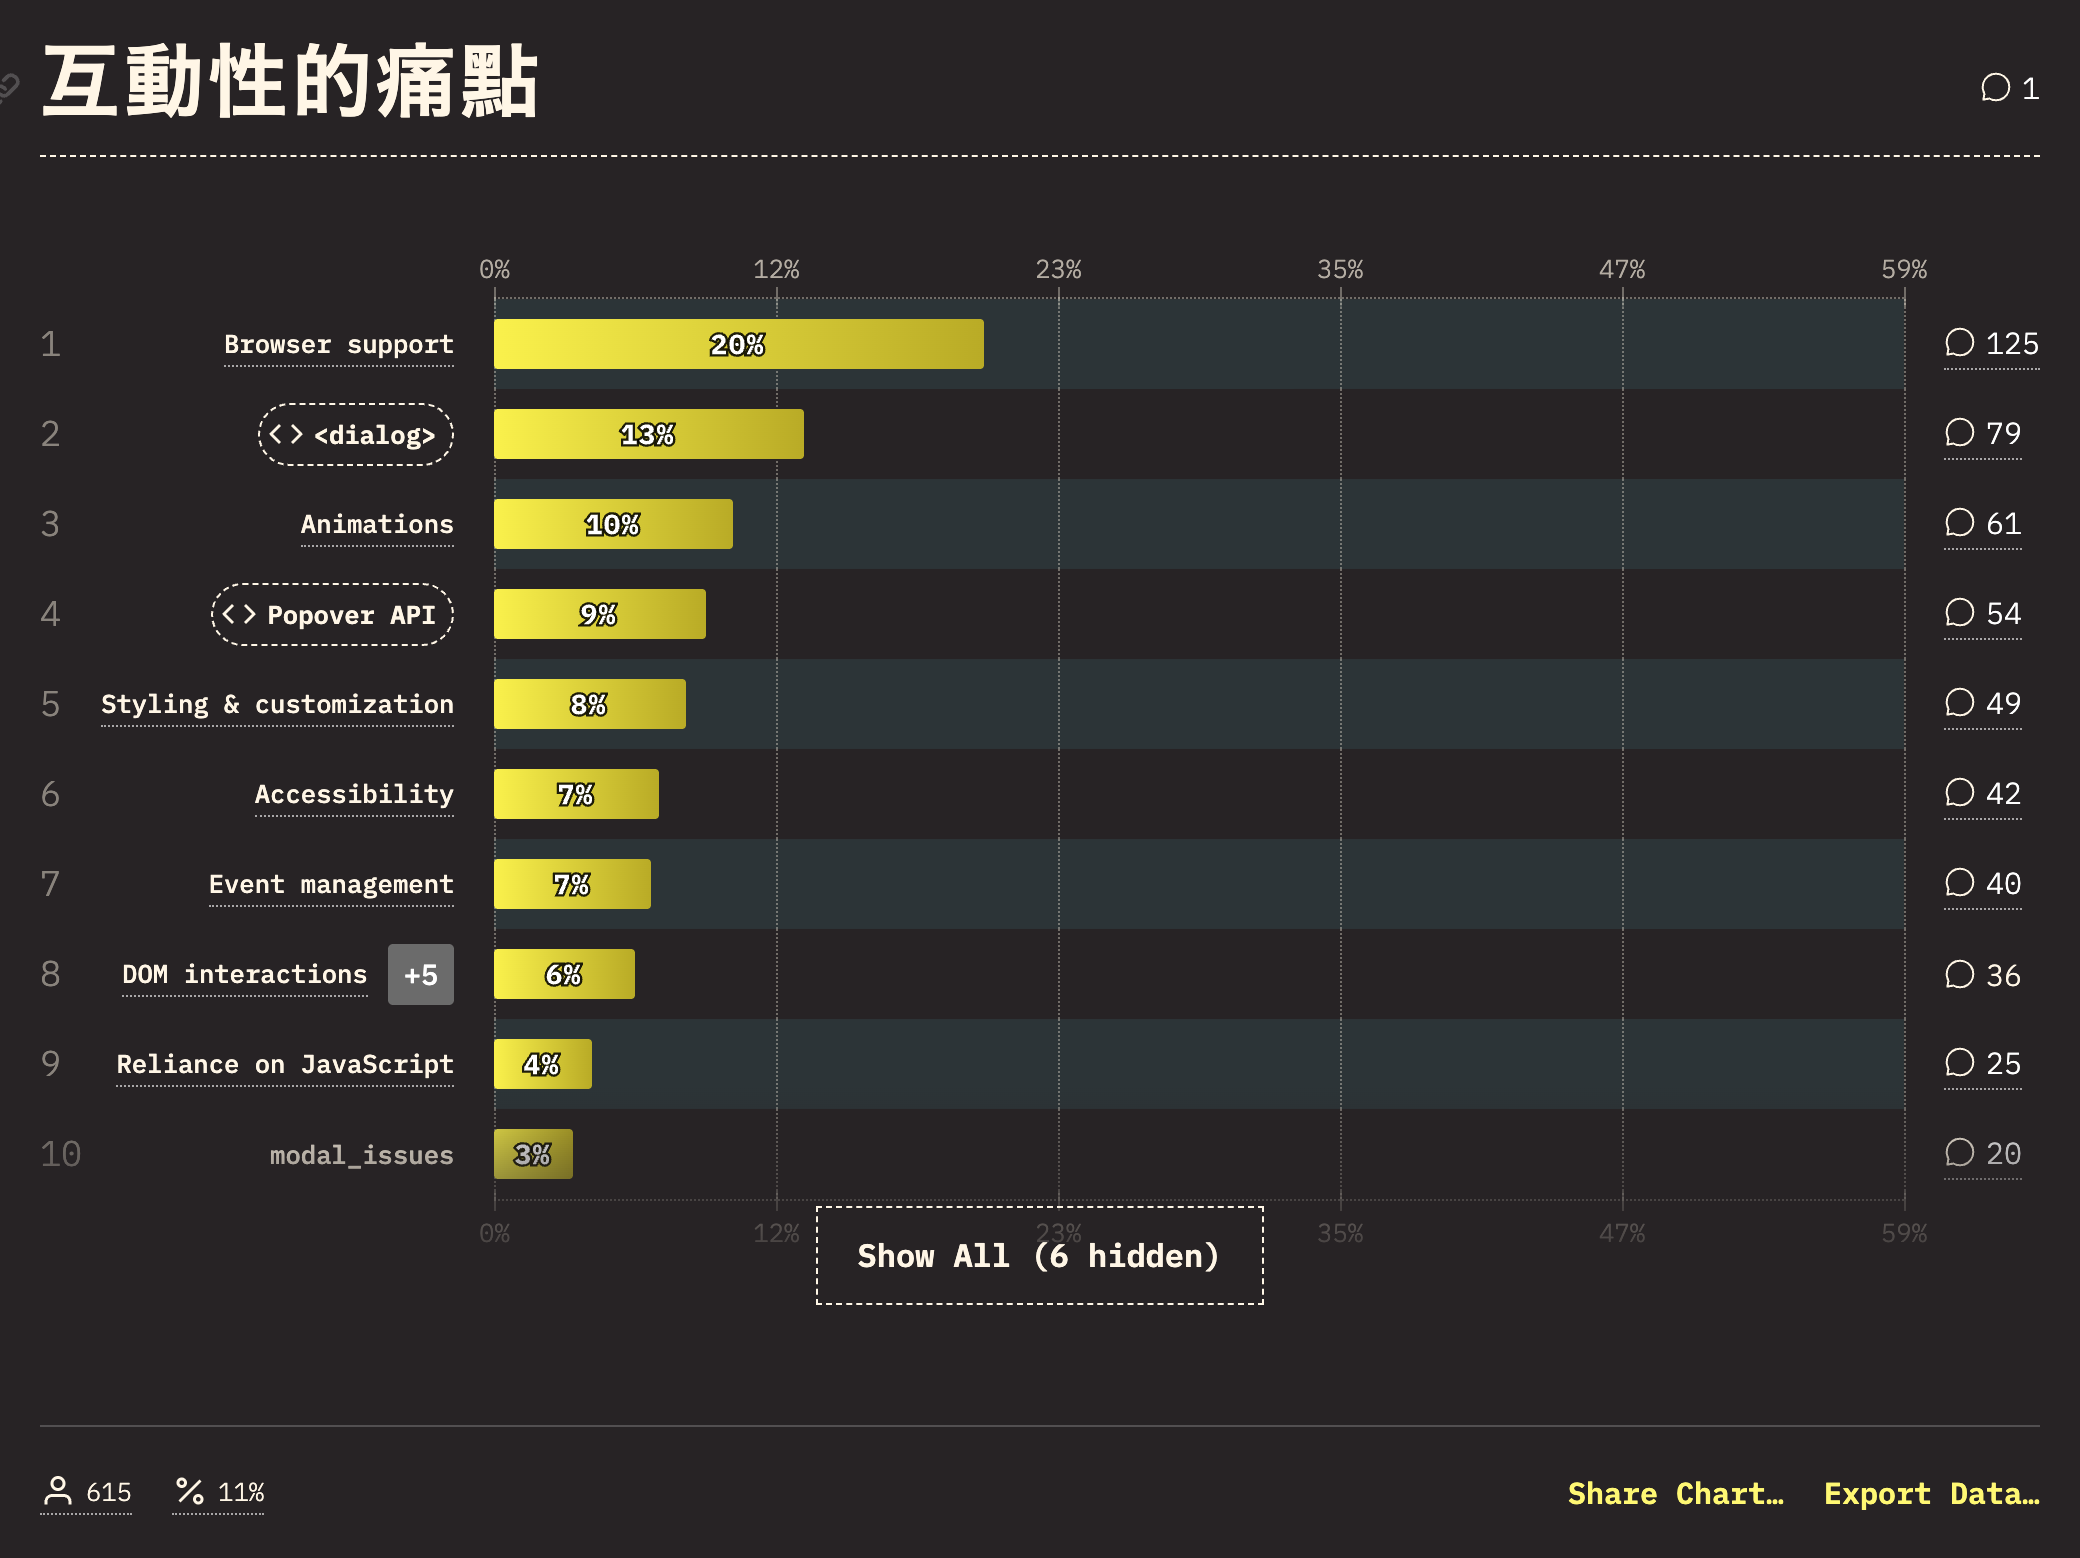 互動性的痛點
1
0% 12% 23% 35% 47% 59%
1 Browser support 20% 125
2 <dialog> 13% 79
3 Animations 10% 61
4 Popover API 9% 54
5 Styling & customization 8% 49
6 Accessibility 7% 42
7 Event management 7% 40
8 DOM interactions +5 6% 36
9 Reliance on JavaScript 4% 25
10 modal_issues 3% 20
0% 12% 23% 35% 47% 59%
Show All (6 hidden)
615 11% Share Chart… Export Data…